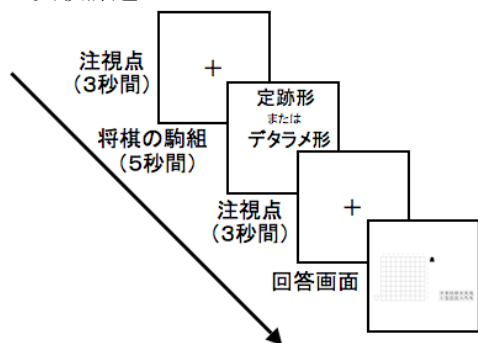 注視点
(3秒間)
+
将棋の駒組
(5秒間)
定跡形
または
デタラメ形
注視点
(3秒間)
+
回答画面